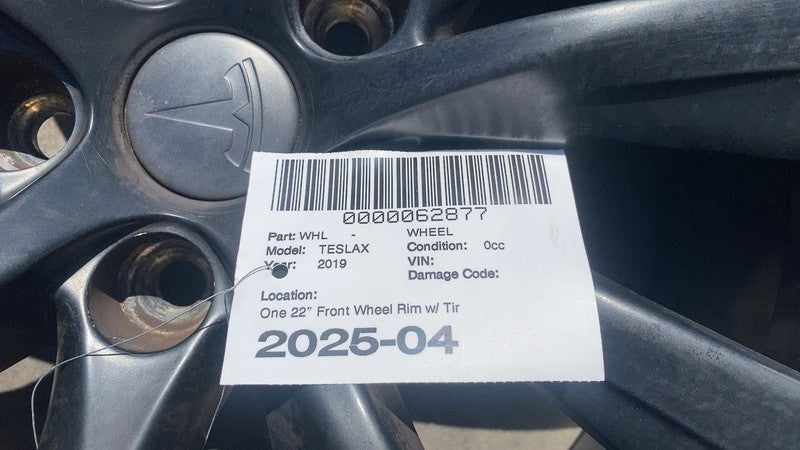 0000062877
Part: WHL - WHEEL
Model: TESLAX Condition: 0cc
Year: 2019 VIN:
Damage Code:
Location:
One 22" Front Wheel Rim w/ Tir
2025-04